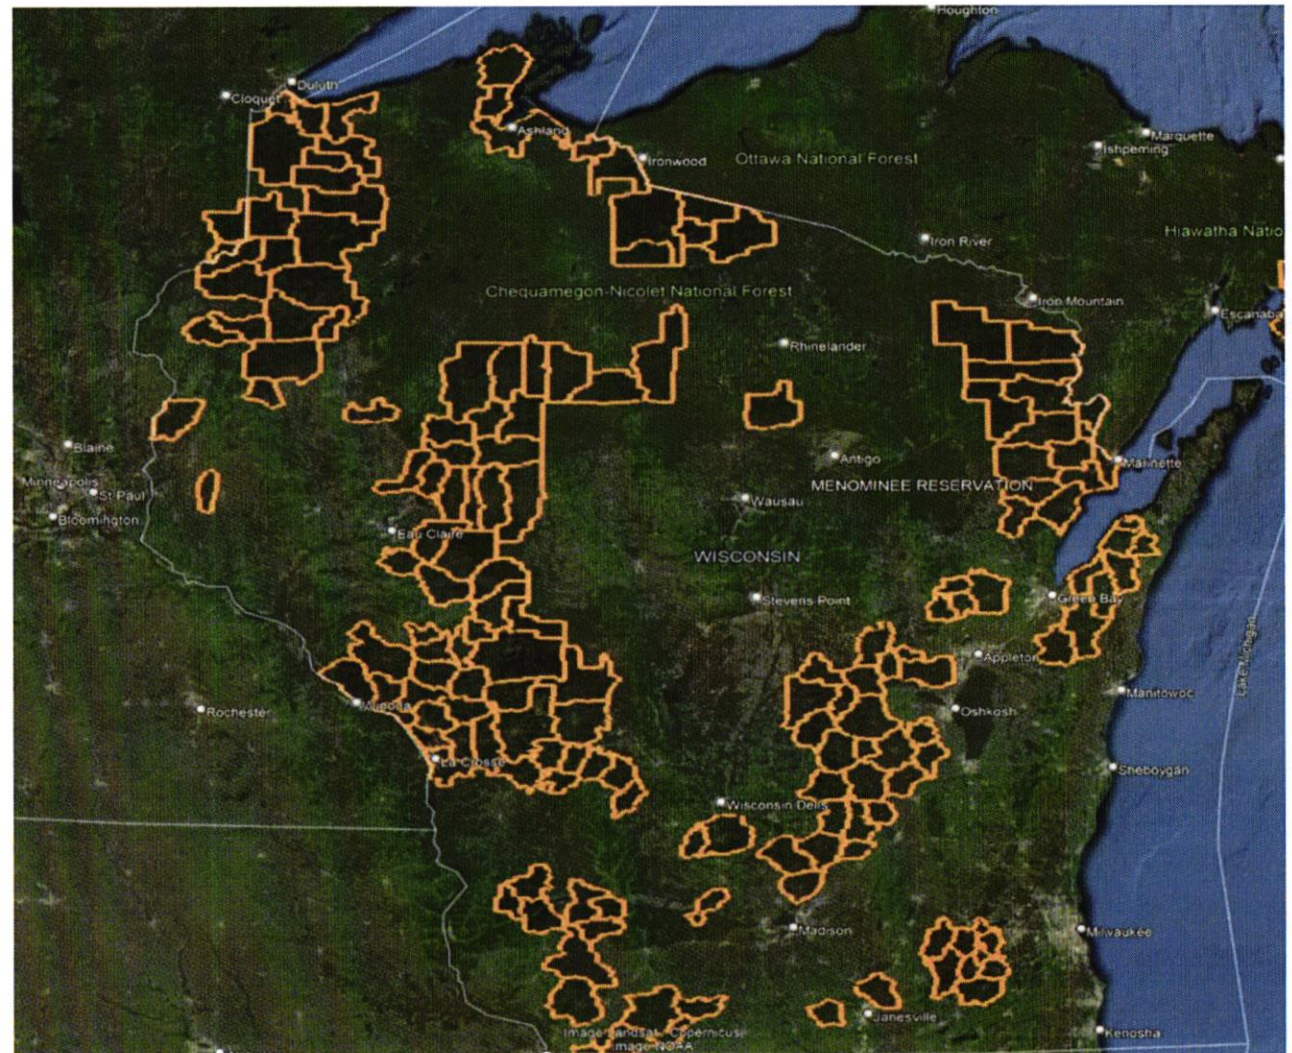 Houghton
Duluth
Cloquet
Ashland
Marquette
Ishpeming
Ironwood
Ottawa National Forest
Hiawatha Natio
Iron River
Chequamegon-Nicolet National Forest
Iron Mountain
Escanaba
Rhinelander
Blaine
Antigo
Marinette
Minneapolis
St Paul
MENOMINEE RESERVATION
Wausau
Bloomington
Eau Claire
WISCONSIN
Stevens Point
Green Bay
Appleton
Lake Michigan
Manitowoc
Rochester
Winona
Oshkosh
La Crosse
Sheboygan
Wisconsin Dells
Madison
Milwaukee
Janesville
Image Landsat / Copernicus
Image NOAA
Kenosha